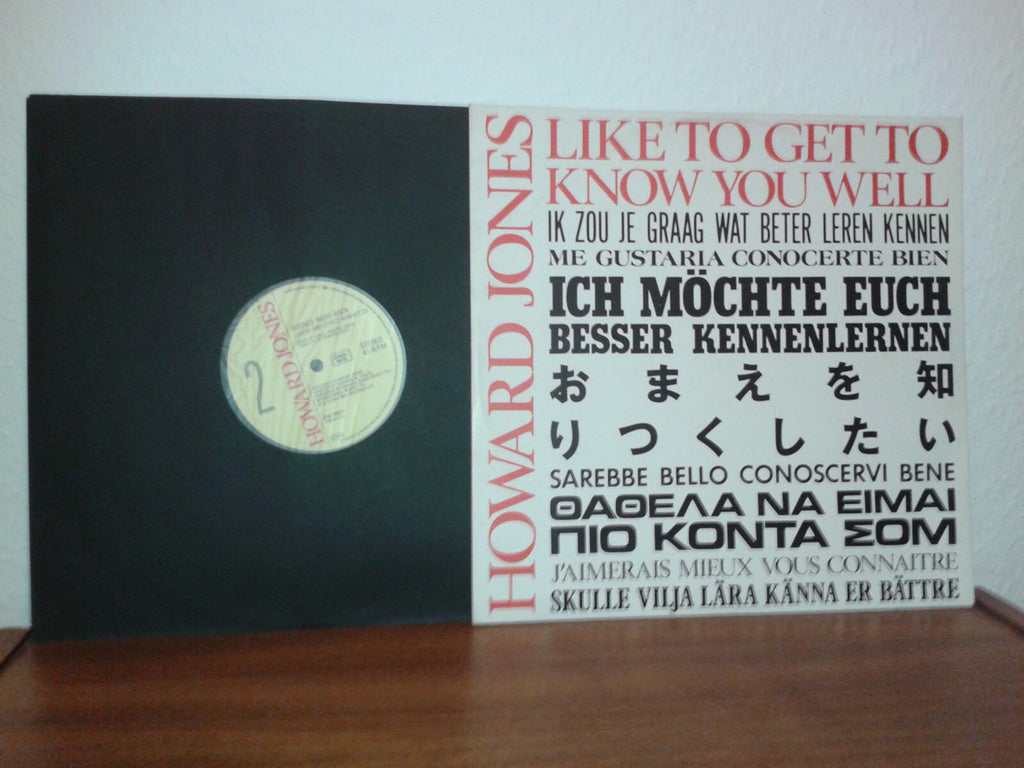 2
HOWARD JONES
STEREO
45 RPM
HOWARD JONES
LIKE TO GET TO
KNOW YOU WELL
IK ZOU JE GRAAG WAT BETER LEREN KENNEN
ME GUSTARIA CONOCERTE BIEN
ICH MÖCHTE EUCH
BESSER KENNENLERNEN
おまえを知
りつくしたい
SAREBBE BELLO CONOSCERVI BENE
ΘΑΘΕΛΑ ΝΑ ΕΙΜΑΙ
ΠΙΟ ΚΟΝΤΑ ΣΟΜ
J'AIMERAIS MIEUX VOUS CONNAITRE
SKULLE VILJA LÄRA KÄNNA ER BÄTTRE